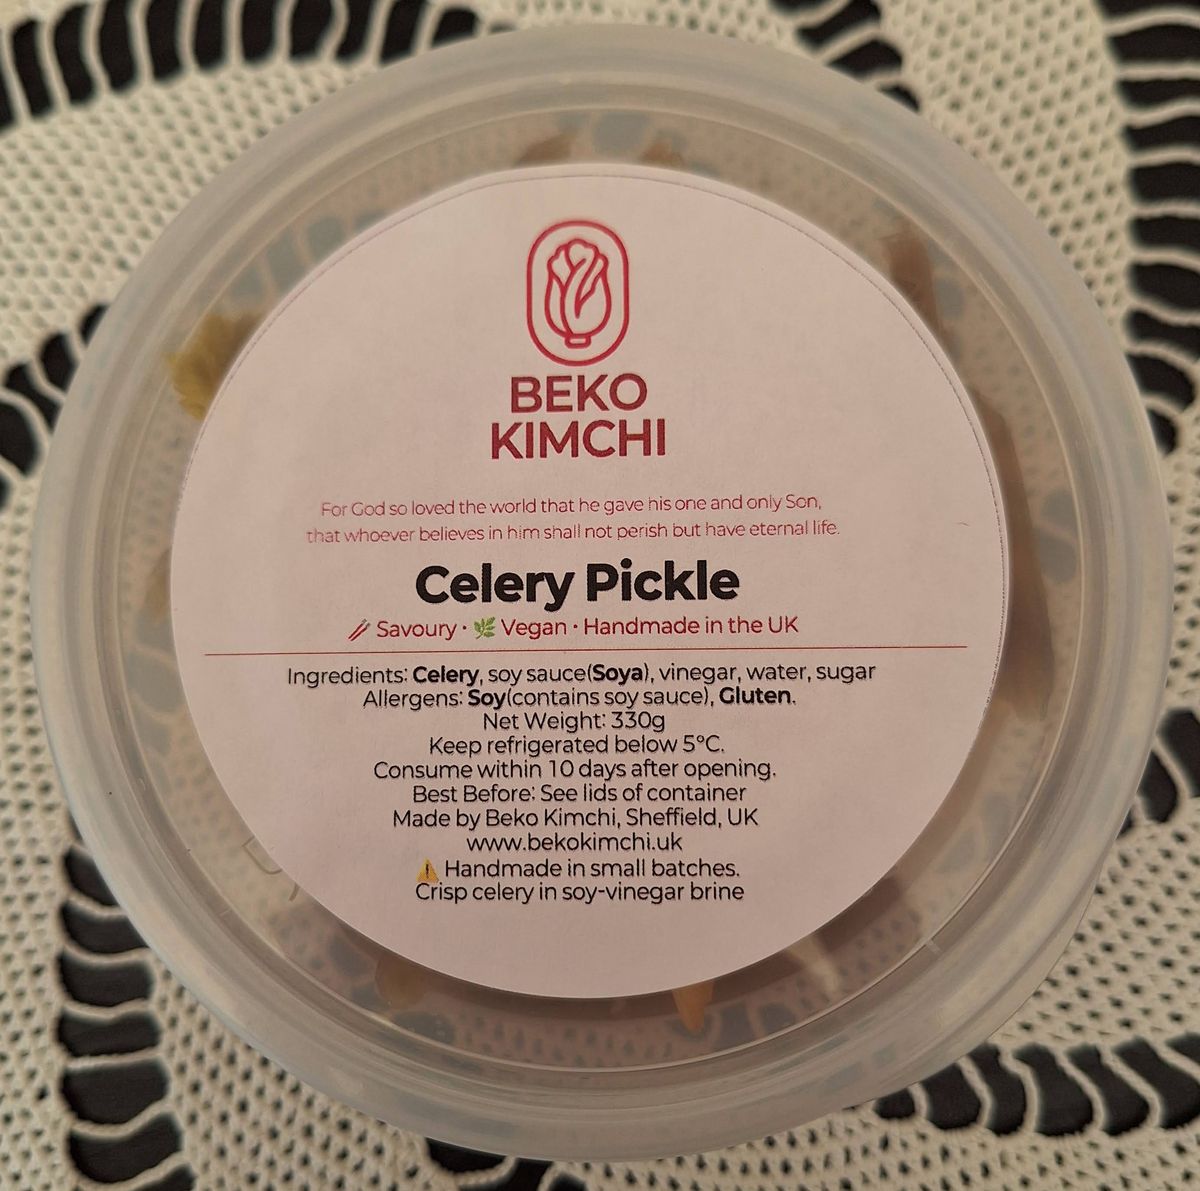 BEKO
KIMCHI
For God so loved the world that he gave his one and only Son,
that whoever believes in him shall not perish but have eternal life.
Celery Pickle
Savoury · 🌿 Vegan · Handmade in the UK
Ingredients: Celery, soy sauce(Soya), vinegar, water, sugar
Allergens: Soy(contains soy sauce), Gluten.
Net Weight: 330g
Keep refrigerated below 5°C.
Consume within 10 days after opening.
Best Before: See lids of container
Made by Beko Kimchi, Sheffield, UK
www.bekokimchi.uk
⚠️ Handmade in small batches.
Crisp celery in soy-vinegar brine